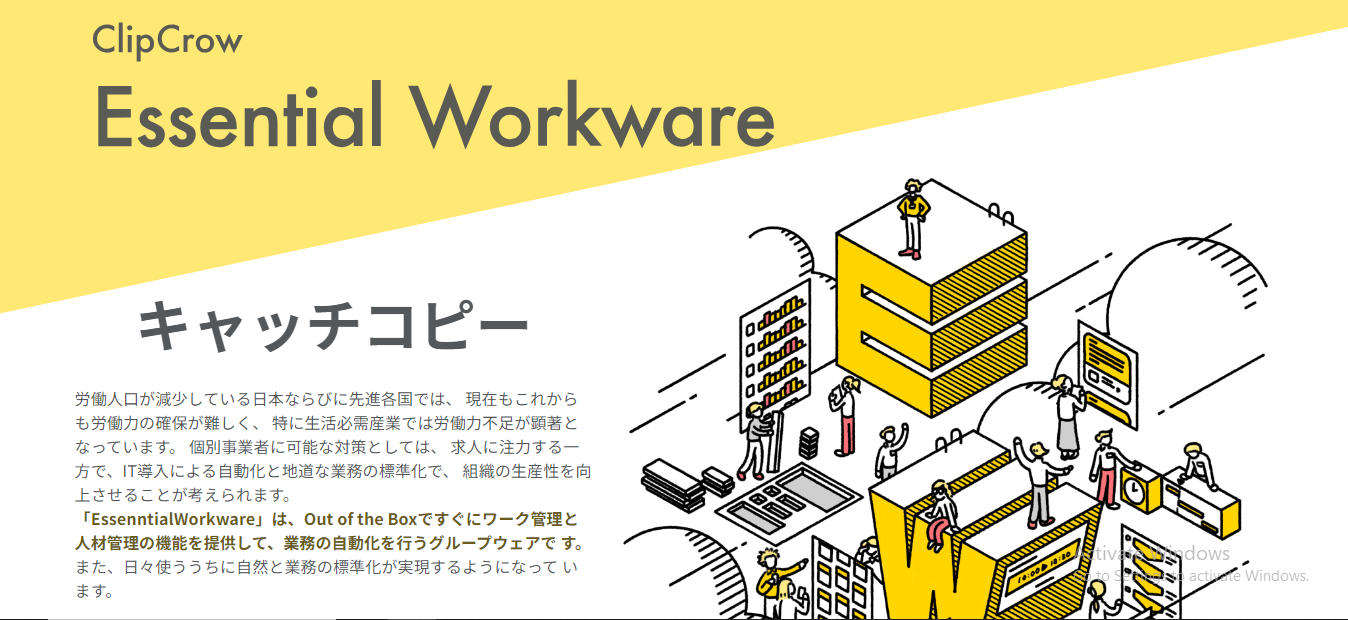 ClipCrow
Essential Workware
キャッチコピー
労働人口が減少している日本ならびに先進各国では、 現在もこれから
も労働力の確保が難しく、 特に生活必需産業では労働力不足が顕著と
なっています。 個別事業者に可能な対策としては、 求人に注力する一
方で、IT導入による自動化と地道な業務の標準化で、 組織の生産性を向
上させることが考えられます。
「EssenntialWorkware」は、Out of the Boxですぐにワーク管理と
人材管理の機能を提供して、業務の自動化を行うグループウェアで す。
また、日々使ううちに自然と業務の標準化が実現するようになって い
ます。
Activate Windows
Go to Settings to activate Windows.